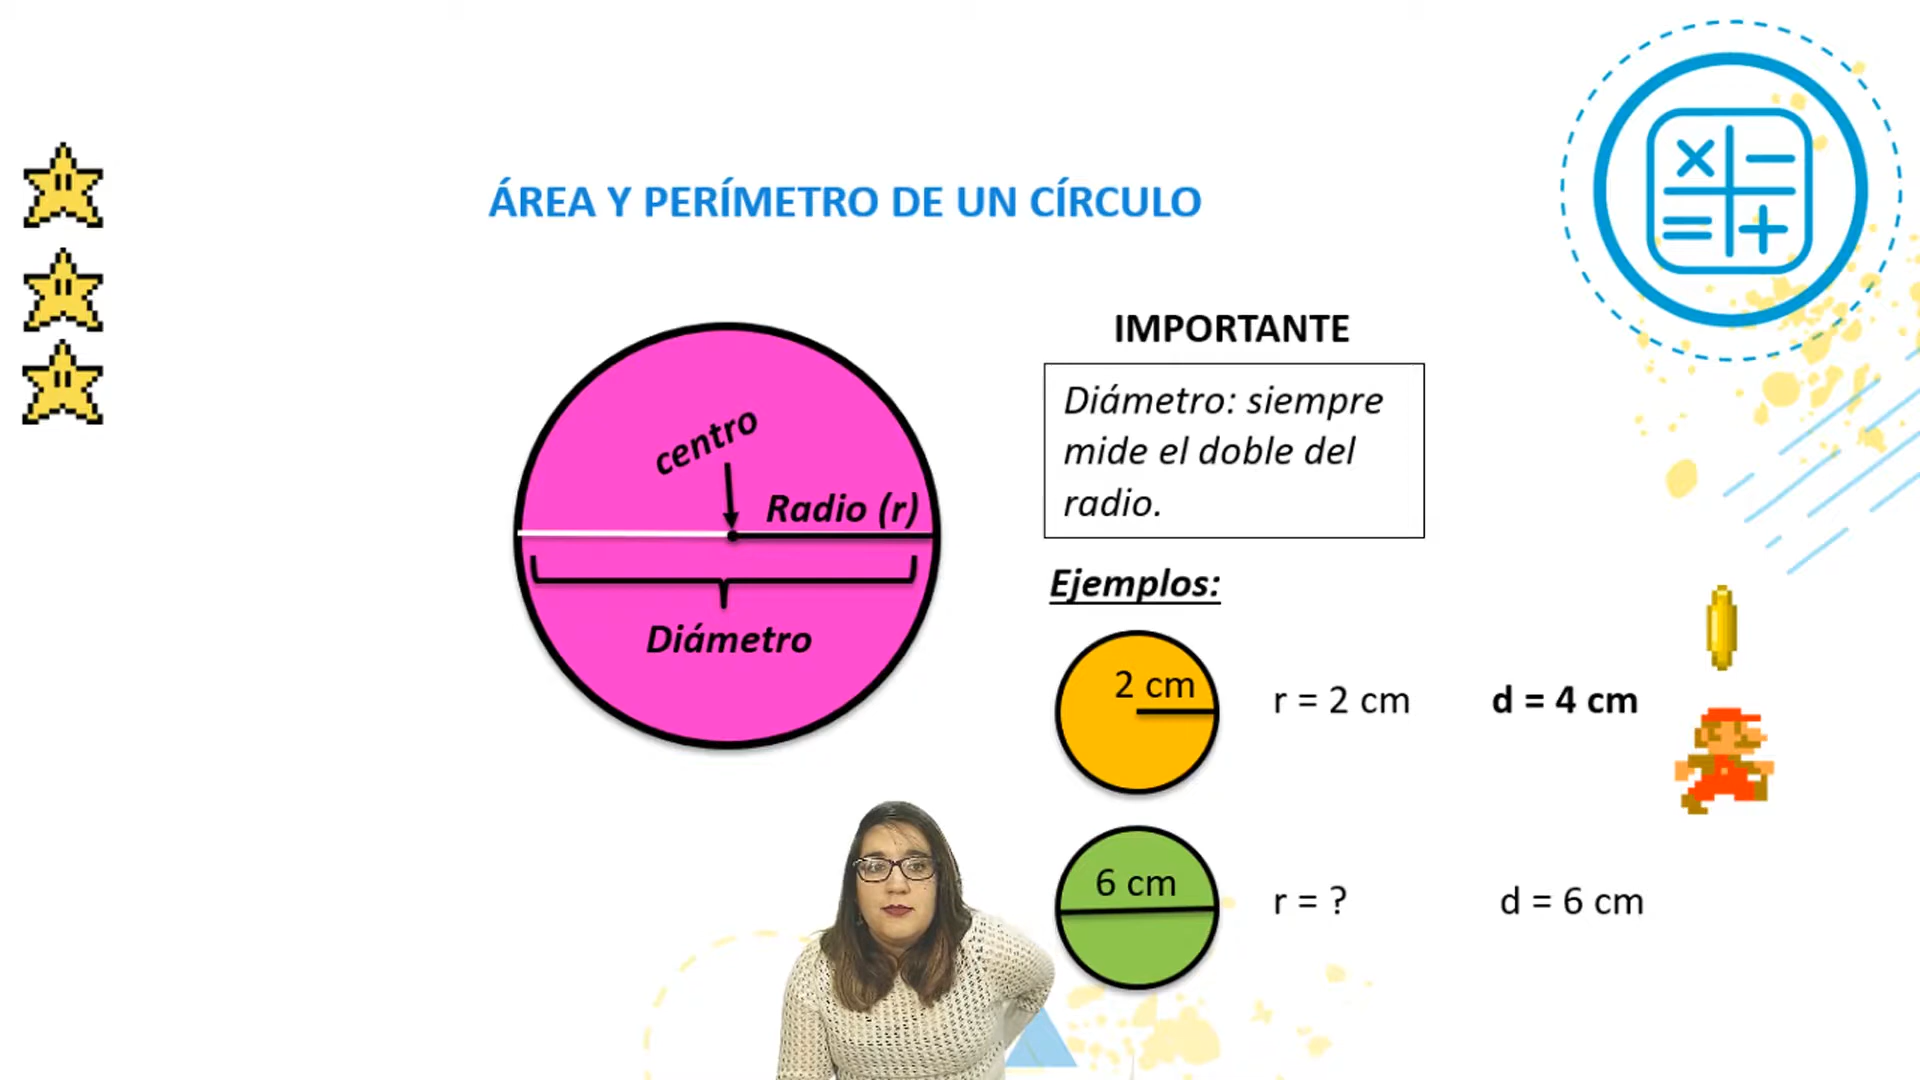 ÁREA Y PERÍMETRO DE UN CÍRCULO
centro
Radio (r)
Diámetro
IMPORTANTE
Diámetro: siempre
mide el doble del
radio.
Ejemplos:
2 cm
r = 2 cm
d = 4 cm
6 cm
r = ?
d = 6 cm